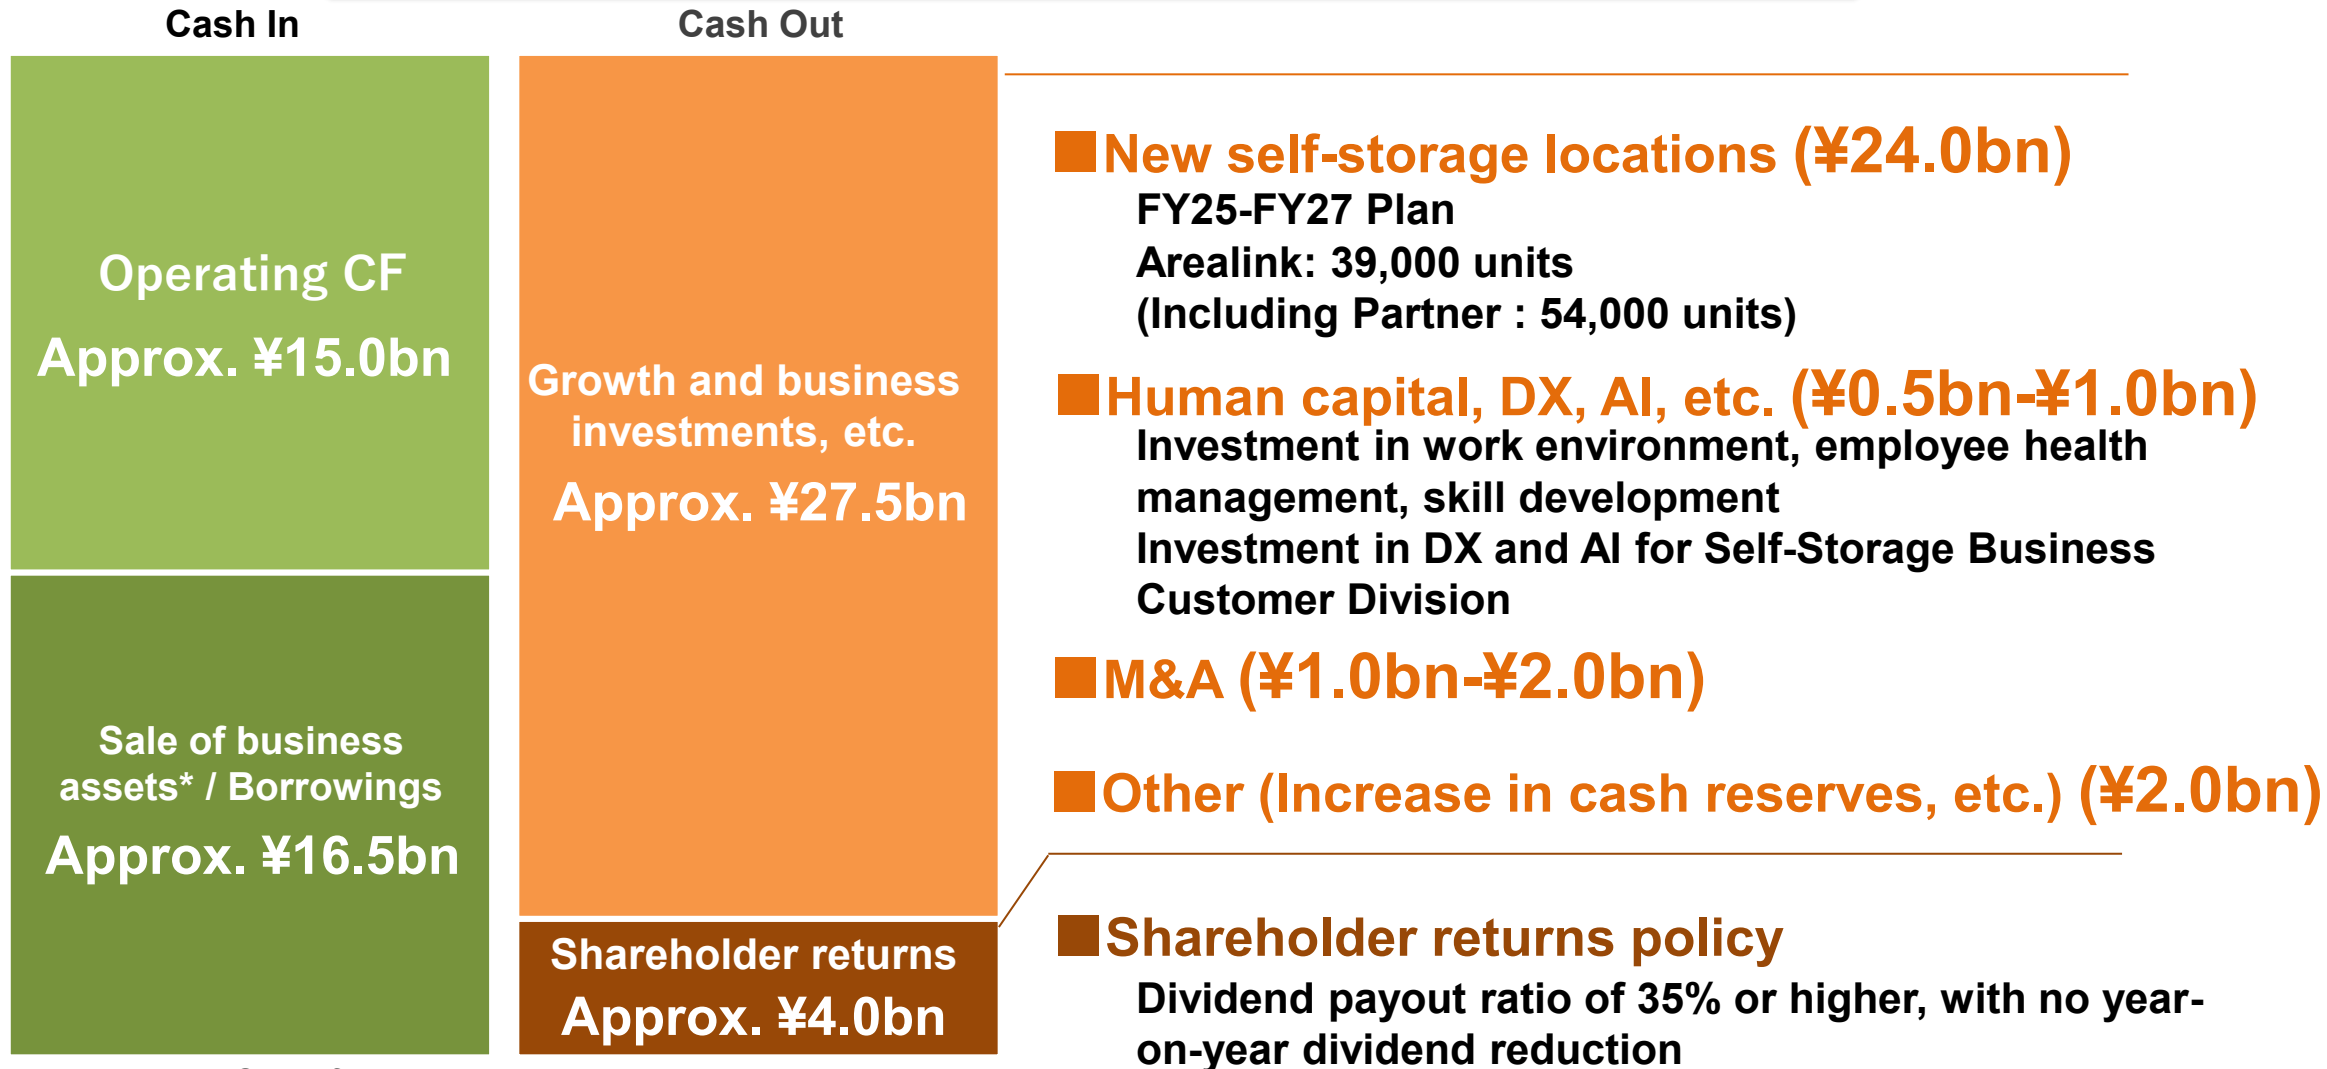 Cash In
Cash Out
Operating CF
Approx. ¥15.0bn
Sale of business
assets* / Borrowings
Approx. ¥16.5bn
Growth and business
investments, etc.
Approx. ¥27.5bn
Shareholder returns
Approx. ¥4.0bn
■New self-storage locations (¥24.0bn)
FY25-FY27 Plan
Arealink: 39,000 units
(Including Partner : 54,000 units)
■Human capital, DX, AI, etc. (¥0.5bn-¥1.0bn)
Investment in work environment, employee health
management, skill development
Investment in DX and AI for Self-Storage Business
Customer Division
■M&A (¥1.0bn-¥2.0bn)
■Other (Increase in cash reserves, etc.) (¥2.0bn)
■Shareholder returns policy
Dividend payout ratio of 35% or higher, with no year-
on-year dividend reduction